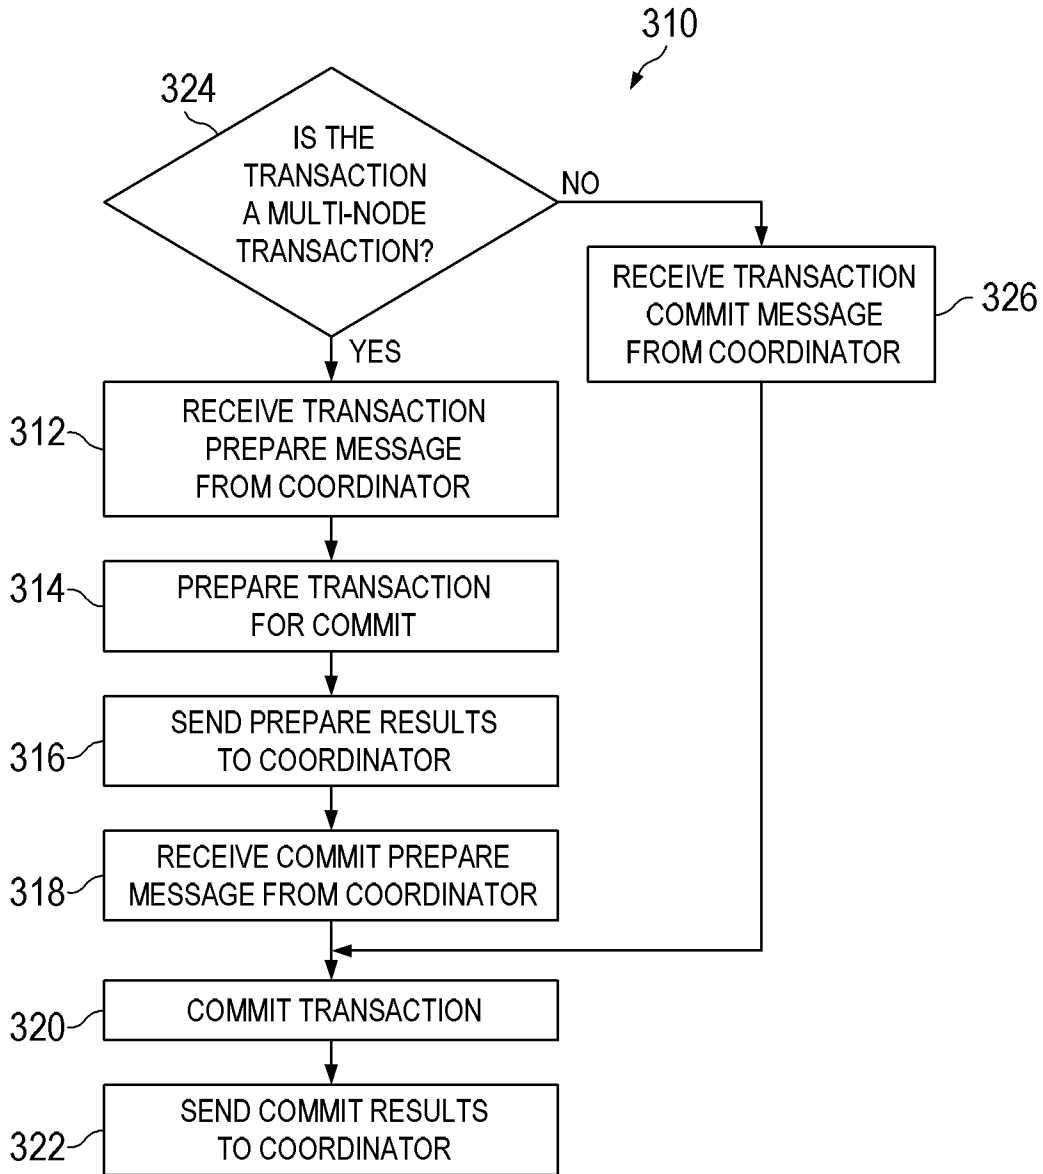 310
324
IS THE
TRANSACTION
A MULTI-NODE
TRANSACTION?
NO
YES
RECEIVE TRANSACTION
COMMIT MESSAGE
FROM COORDINATOR
326
312
RECEIVE TRANSACTION
PREPARE MESSAGE
FROM COORDINATOR
314
PREPARE TRANSACTION
FOR COMMIT
316
SEND PREPARE RESULTS
TO COORDINATOR
318
RECEIVE COMMIT PREPARE
MESSAGE FROM COORDINATOR
320
COMMIT TRANSACTION
322
SEND COMMIT RESULTS
TO COORDINATOR